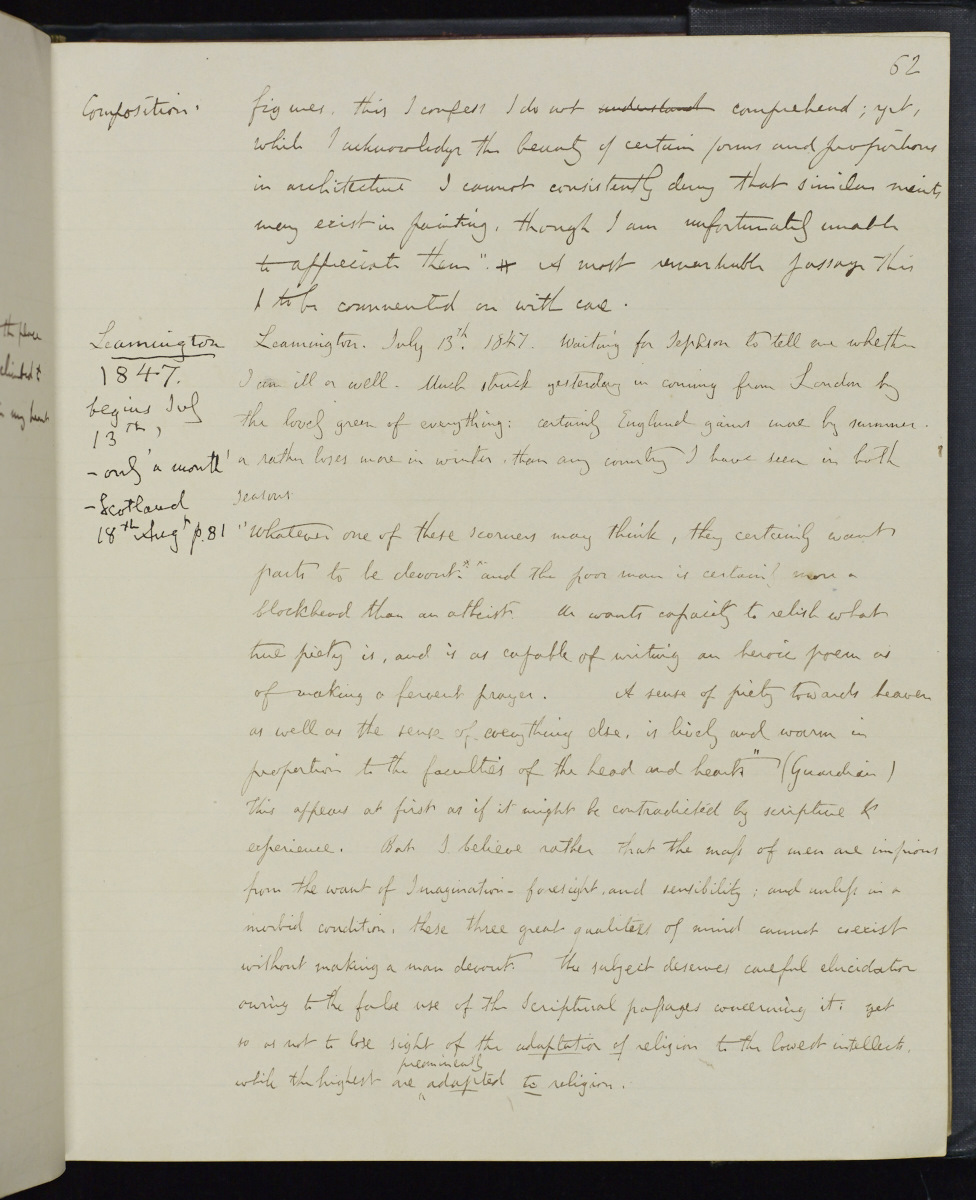 62
Composition.
figures. this I confess I do not understand comprehend; yet,
while I acknowledge the beauty of certain forms and proportions
in architecture I cannot consistently deny that similar merits
may exist in painting, though I am unfortunately unable
to appreciate them". # A most remarkable passage this
to be commented on with care.
Leamington
1847.
begins July
13th,
- only 'a month'
- Scotland
18th Augt p. 81
Leamington. July 13th. 1847. Waiting for Jephson to tell me whether
I am ill or well. Much struck yesterday in coming from London by
the lovely green of everything: certainly England gains more by summer.
or rather loses more in winter, than any country I have seen in both
seasons
"Whatever one of these scorners may think, they certainly want
parts to be devout." "and the poor man is certainly more a
blockhead than an atheist. He wants capacity to relish what
true piety is, and is as capable of writing an heroic poem as
of making a fervent prayer. A sense of piety towards heaven
as well as the sense of everything else, is lively and warm in
proportion to the faculties of the head and heart" (Guardian)
This appears at first as if it might be contradicted by scripture &
experience. But I believe rather that the mass of men are impious
from the want of Imagination - foresight, and sensibility; and unless in a
morbid condition, these three great qualities of mind cannot coexist
without making a man devout. The subject deserves careful elucidation
owing to the false use of the Scriptural passages concerning it: yet
so as not to lose sight of the adaptation of religion to the lowest intellects,
while the highest are preeminently adapted to religion.